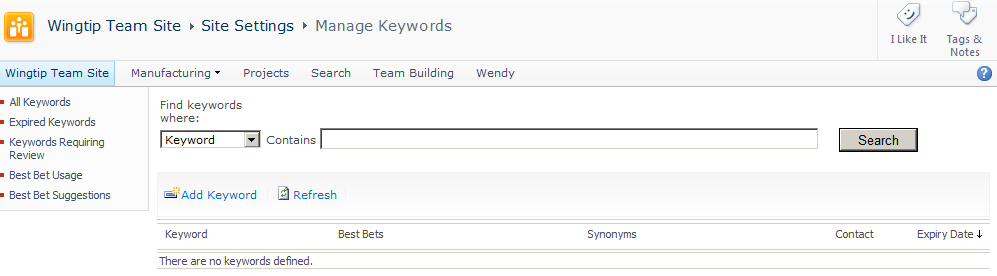 Wingtip Team Site ▸ Site Settings ▸ Manage Keywords
I Like It
Tags &
Notes
Wingtip Team Site Manufacturing Projects Search Team Building Wendy
All Keywords
Expired Keywords
Keywords Requiring
Review
Best Bet Usage
Best Bet Suggestions
Find keywords
where:
Keyword Contains Search
Add Keyword Refresh
Keyword Best Bets Synonyms Contact Expiry Date
There are no keywords defined.